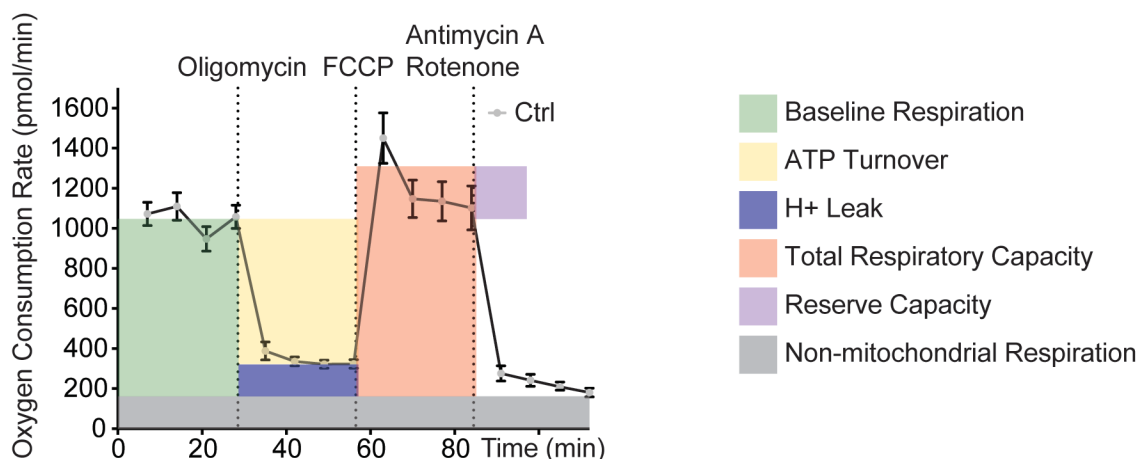 Antimycin A
Oligomycin FCCP Rotenone
Oxygen Consumption Rate (pmol/min)
1600
1400
1200
1000
800
600
400
200
0
Ctrl
0 20 40 60 80 Time (min)
Baseline Respiration
ATP Turnover
H+ Leak
Total Respiratory Capacity
Reserve Capacity
Non-mitochondrial Respiration